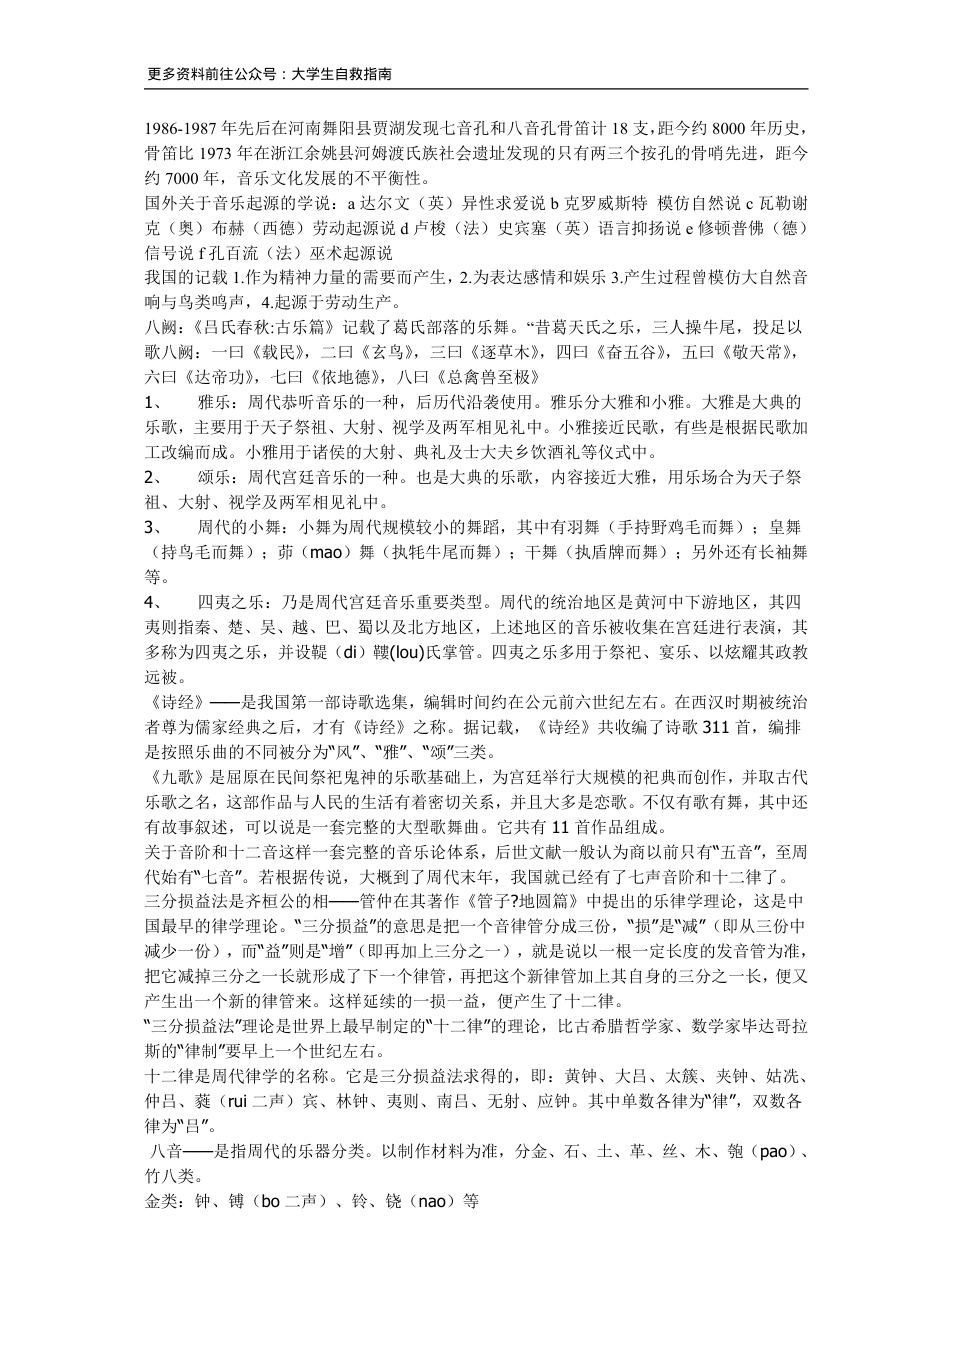 更多资料前往公众号：大学生自救指南
1986-1987 年先后在河南舞阳县贾湖发现七音孔和八音孔骨笛计 18 支，距今约 8000 年历史，
骨笛比 1973 年在浙江余姚县河姆渡氏族社会遗址发现的只有两三个按孔的骨哨先进，距今
约 7000 年，音乐文化发展的不平衡性。
国外关于音乐起源的学说：a 达尔文（英）异性求爱说 b 克罗威斯特 模仿自然说 c 瓦勒谢
克（奥）布赫（西德）劳动起源说 d 卢梭（法）史宾塞（英）语言抑扬说 e 修顿普佛（德）
信号说 f 孔百流（法）巫术起源说
我国的记载 1.作为精神力量的需要而产生，2.为表达感情和娱乐 3.产生过程曾模仿大自然音
响与鸟类鸣声，4.起源于劳动生产。
八阙：《吕氏春秋:古乐篇》记载了葛氏部落的乐舞。“昔葛天氏之乐，三人操牛尾，投足以
歌八阙：一曰《载民》，二曰《玄鸟》，三曰《逐草木》，四曰《奋五谷》，五曰《敬天常》，
六曰《达帝功》，七曰《依地德》，八曰《总禽兽至极》
1、 雅乐：周代恭听音乐的一种，后历代沿袭使用。雅乐分大雅和小雅。大雅是大典的
乐歌，主要用于天子祭祖、大射、视学及两军相见礼中。小雅接近民歌，有些是根据民歌加
工改编而成。小雅用于诸侯的大射、典礼及士大夫乡饮酒礼等仪式中。
2、 颂乐：周代宫廷音乐的一种。也是大典的乐歌，内容接近大雅，用乐场合为天子祭
祖、大射、视学及两军相见礼中。
3、 周代的小舞：小舞为周代规模较小的舞蹈，其中有羽舞（手持野鸡毛而舞）；皇舞
（持鸟毛而舞）；茆（mao）舞（执牦牛尾而舞）；干舞（执盾牌而舞）；另外还有长袖舞
等。
4、 四夷之乐：乃是周代宫廷音乐重要类型。周代的统治地区是黄河中下游地区，其四
夷则指秦、楚、吴、越、巴、蜀以及北方地区，上述地区的音乐被收集在宫廷进行表演，其
多称为四夷之乐，并设鞮（di）鞻(lou)氏掌管。四夷之乐多用于祭祀、宴乐、以炫耀其政教
远被。
《诗经》——是我国第一部诗歌选集，编辑时间约在公元前六世纪左右。在西汉时期被统治
者尊为儒家经典之后，才有《诗经》之称。据记载，《诗经》共收编了诗歌 311 首，编排
是按照乐曲的不同被分为“风”、“雅”、“颂”三类。
《九歌》是屈原在民间祭祀鬼神的乐歌基础上，为宫廷举行大规模的祀典而创作，并取古代
乐歌之名，这部作品与人民的生活有着密切关系，并且大多是恋歌。不仅有歌有舞，其中还
有故事叙述，可以说是一套完整的大型歌舞曲。它共有 11 首作品组成。
关于音阶和十二音这样一套完整的音乐论体系，后世文献一般认为商以前只有“五音”，至周
代始有“七音”。若根据传说，大概到了周代末年，我国就已经有了七声音阶和十二律了。
三分损益法是齐桓公的相——管仲在其著作《管子?地圆篇》中提出的乐律学理论，这是中
国最早的律学理论。“三分损益”的意思是把一个音律管分成三份，“损”是“减”（即从三份中
减少一份），而“益”则是“增”（即再加上三分之一），就是说以一根一定长度的发音管为准，
把它减掉三分之一长就形成了下一个律管，再把这个新律管加上其自身的三分之一长，便又
产生出一个新的律管来。这样延续的一损一益，便产生了十二律。
“三分损益法”理论是世界上最早制定的“十二律”的理论，比古希腊哲学家、数学家毕达哥拉
斯的“律制”要早上一个世纪左右。
十二律是周代律学的名称。它是三分损益法求得的，即：黄钟、大吕、太簇、夹钟、姑冼、
仲吕、蕤（rui 二声）宾、林钟、夷则、南吕、无射、应钟。其中单数各律为“律”，双数各
律为“吕”。
八音——是指周代的乐器分类。以制作材料为准，分金、石、土、革、丝、木、匏（pao）、
竹八类。
金类：钟、镈（bo 二声）、铃、铙（nao）等